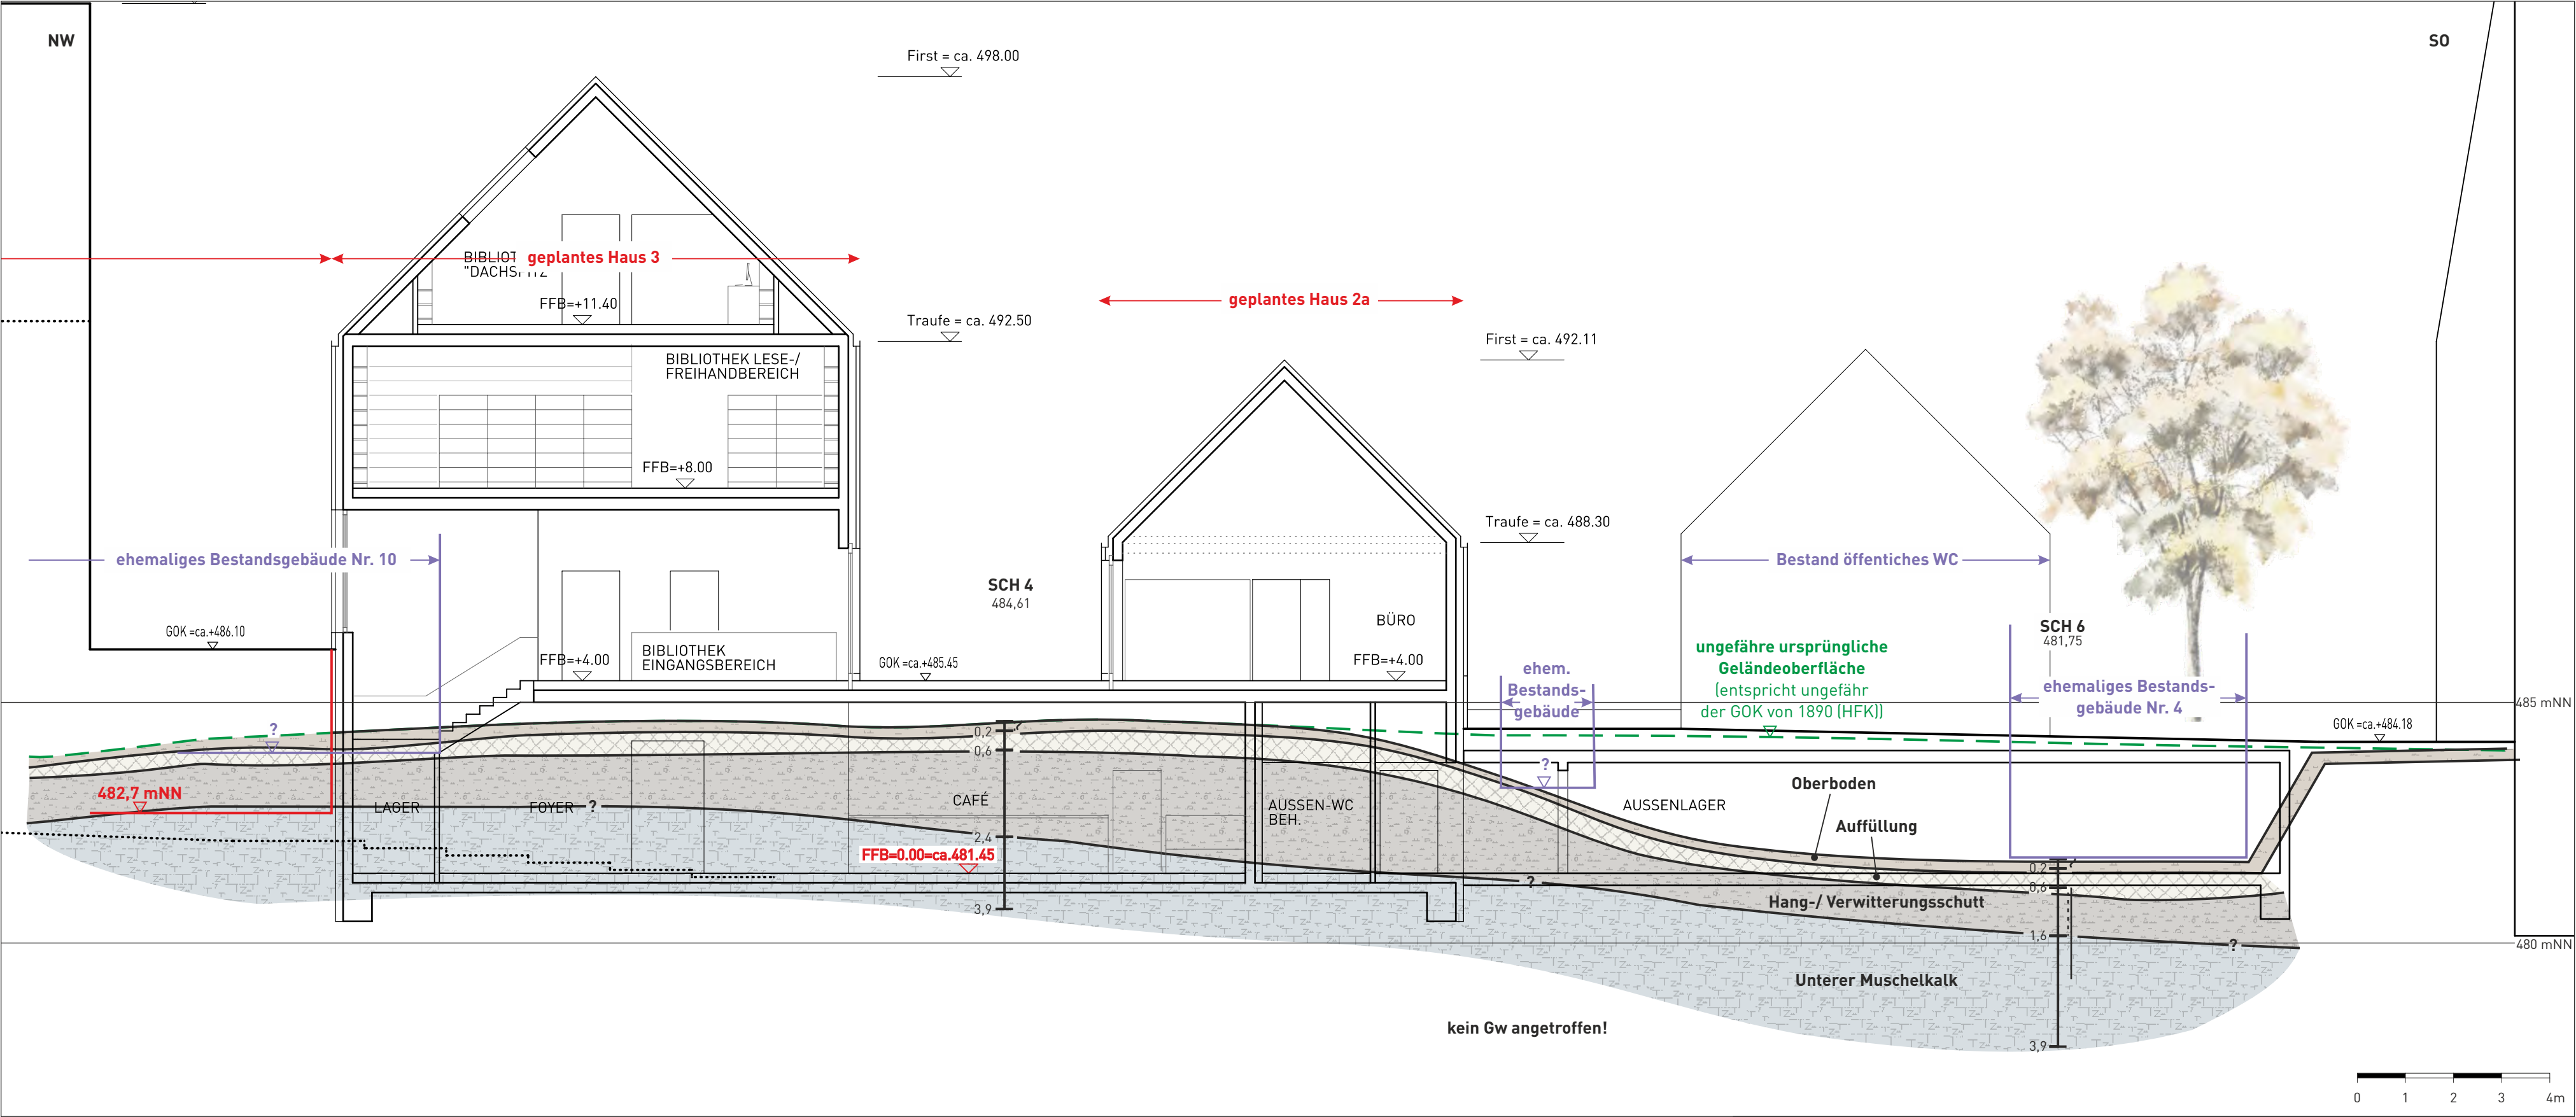 NW
SO
First = ca. 498.00
geplantes Haus 3
BIBLIOT
"DACHSPITZ"
FFB=+11.40
geplantes Haus 2a
Traufe = ca. 492.50
First = ca. 492.11
BIBLIOTHEK LESE-/
FREIHANDBEREICH
FFB=+8.00
Traufe = ca. 488.30
ehemaliges Bestandsgebäude Nr. 10
Bestand öffentiches WC
SCH 4
484,61
BÜRO
SCH 6
481,75
GOK =ca.+486.10
BIBLIOTHEK
EINGANGSBEREICH
FFB=+4.00
GOK =ca.+485.45
FFB=+4.00
ehem.
Bestands-
gebäude
ungefähre ursprüngliche
Geländeoberfläche
(entspricht ungefähr
der GOK von 1890 (HFK))
ehemaliges Bestands-
gebäude Nr. 4
485 mNN
GOK =ca.+484.18
?
0,2
?
0,6
?
482,7 mNN
LAGER
FOYER
?
CAFÉ
AUSSEN-WC
BEH.
AUSSENLAGER
Oberboden
Auffüllung
2,4
FFB=0.00=ca.481.45
3,9
?
0,2
?
0,6
Hang-/ Verwitterungsschutt
1,6
?
480 mNN
Unterer Muschelkalk
kein Gw angetroffen!
3,9
0 1 2 3 4m